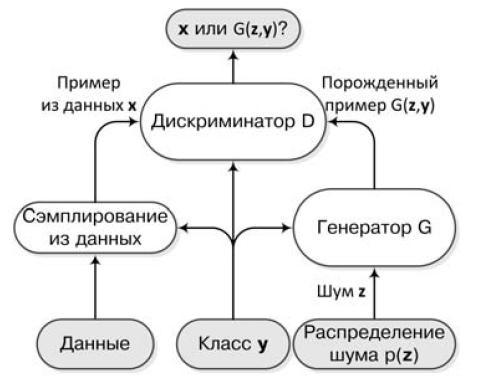 x или G(z,y)?
Пример
из данных x
Порожденный
пример G(z,y)
Дискриминатор D
Сэмплирование
из данных
Генератор G
Шум z
Данные
Класс y
Распределение
шума p(z)